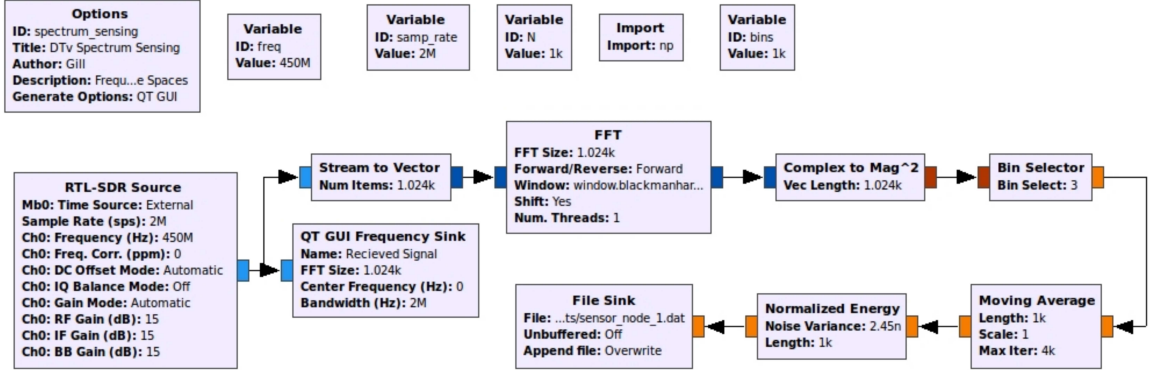 Options
ID: spectrum_sensing
Title: DTv Spectrum Sensing
Author: Gill
Description: Frequ...e Spaces
Generate Options: QT GUI
Variable
ID: freq
Value: 450M
Variable
ID: samp_rate
Value: 2M
Variable
ID: N
Value: 1k
Import
Import: np
Variable
ID: bins
Value: 1k
RTL-SDR Source
Mb0: Time Source: External
Sample Rate (sps): 2M
Ch0: Frequency (Hz): 450M
Ch0: Freq. Corr. (ppm): 0
Ch0: DC Offset Mode: Automatic
Ch0: IQ Balance Mode: Off
Ch0: Gain Mode: Automatic
Ch0: RF Gain (dB): 15
Ch0: IF Gain (dB): 15
Ch0: BB Gain (dB): 15
Stream to Vector
Num Items: 1.024k
QT GUI Frequency Sink
Name: Recieved Signal
FFT Size: 1.024k
Center Frequency (Hz): 0
Bandwidth (Hz): 2M
FFT
FFT Size: 1.024k
Forward/Reverse: Forward
Window: window.blackmanhar...
Shift: Yes
Num. Threads: 1
Complex to Mag^2
Vec Length: 1.024k
Bin Selector
Bin Select: 3
File Sink
File: ...ts/sensor_node_1.dat
Unbuffered: Off
Append file: Overwrite
Normalized Energy
Noise Variance: 2.45n
Length: 1k
Moving Average
Length: 1k
Scale: 1
Max Iter: 4k